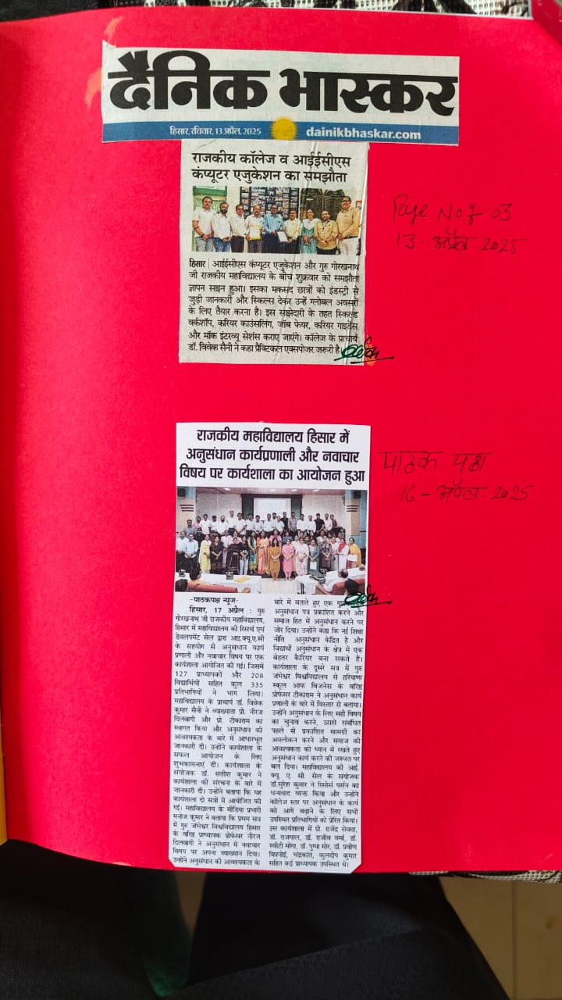 दैनिक भास्कर
हिसार, रविवार, 13 अप्रैल, 2025 dainikbhaskar.com
राजकीय कॉलेज व आईईसीएस
कंप्यूटर एजुकेशन का समझौता
हिसार | आईईसीएस कंप्यूटर एजुकेशन और गुरु गोरखनाथ
जी राजकीय महाविद्यालय के बीच शुक्रवार को समझौता
ज्ञापन साइन हुआ। इसका मकसद छात्रों को इंडस्ट्री से
जुड़ी जानकारी और स्किल्स देकर उन्हें ग्लोबल अवसरों
के लिए तैयार करना है। इस साझेदारी के तहत स्किल्ड
वर्कशॉप, करियर काउंसलिंग, जॉब फेयर, करियर गाइडेंस
और मॉक इंटरव्यू सेशंस कराए जाएंगे। कॉलेज के प्राचार्य
डॉ. विवेक सैनी ने कहा प्रैक्टिकल एक्सपोजर जरूरी है।
Page No 03
13 - अप्रैल 2025
राजकीय महाविद्यालय हिसार में
अनुसंधान कार्यप्रणाली और नवाचार
विषय पर कार्यशाला का आयोजन हुआ
पाठक पक्ष
16 - अप्रैल 2025
-पाठकपक्ष न्यूज-
हिसार, 17 अप्रैल : गुरु
गोरखनाथ जी राजकीय महाविद्यालय,
हिसार में महाविद्यालय की रिसर्च एवं
डेवलपमेंट सेल द्वारा आइ.क्यू.ए.सी
के सहयोग से अनुसंधान कार्य
प्रणाली और नवाचार विषय पर एक
कार्यशाला आयोजित की गई। जिसमें
127 प्राध्यापकों और 208
विद्यार्थियों सहित कुल 335
प्रतिभागियों ने भाग लिया।
महाविद्यालय के प्राचार्य डॉ. विवेक
कुमार सैनी ने व्याख्याता प्रो. नीरज
दिलबागी और प्रो. टीकाराम का
स्वागत किया और अनुसंधान की
आवश्यकता के बारे में आधारभूत
जानकारी दी। उन्होंने कार्यशाला के
सफल आयोजन के लिए
शुभकामनाएं दी। कार्यशाला के
संयोजक डॉ. सतीश कुमार ने
कार्यशाला की संरचना के बारे में
जानकारी दी। उन्होंने बताया कि यह
कार्यशाला दो सत्रों में आयोजित की
गई। महाविद्यालय के मीडिया प्रभारी
मनोज कुमार ने बताया कि प्रथम सत्र
में गुरु जंभेश्वर विश्वविद्यालय हिसार
के वरिष्ठ प्राध्यापक प्रोफेसर नीरज
दिलबागी ने अनुसंधान में नवाचार
विषय पर अपना व्याख्यान दिया।
उन्होंने अनुसंधान की आवश्यकता के
बारे में बताते हुए एक
अनुसंधान पत्र प्रकाशित करने और
समाज हित में अनुसंधान करने पर
जोर दिया। उन्होंने कहा कि नई शिक्षा
नीति अनुसंधान केंद्रित है और
विद्यार्थी अनुसंधान के क्षेत्र में एक
बेहतर कैरियर बना सकते हैं।
कार्यशाला के दूसरे सत्र में गुरु
जंभेश्वर विश्वविद्यालय से हरियाणा
स्कूल आफ बिजनेस के वरिष्ठ
प्रोफेसर टीकाराम ने अनुसंधान कार्य
प्रणाली के बारे में विस्तार से बताया।
उन्होंने अनुसंधान के लिए सही विषय
का चुनाव करने, उससे संबंधित
पहले से प्रकाशित सामग्री का
अवलोकन करने और समाज की
आवश्यकता को ध्यान में रखते हुए
अनुसंधान कार्य करने की जरूरत पर
बल दिया। महाविद्यालय की आई.
क्यू. ए. सी. सेल के संयोजक
डॉ.सुरेश कुमार ने रिसोर्स पर्सन का
धन्यवाद व्यक्त किया और उन्होंने
कॉलेज स्तर पर अनुसंधान के कार्य
को आगे बढ़ाने के लिए सभी
उपस्थित प्रतिभागियों को प्रेरित किया।
इस कार्यशाला में प्रो. राजेंद्र सेवदा,
डॉ. राजपाल, डॉ. राजीव वर्मा, डॉ.
स्वीटी मोंगा, डॉ. पुष्पा मोर, डॉ. प्रवीण
बिश्नोई, चंद्रकांत, कुलदीप कुमार
सहित कई प्राध्यापक उपस्थित थे।